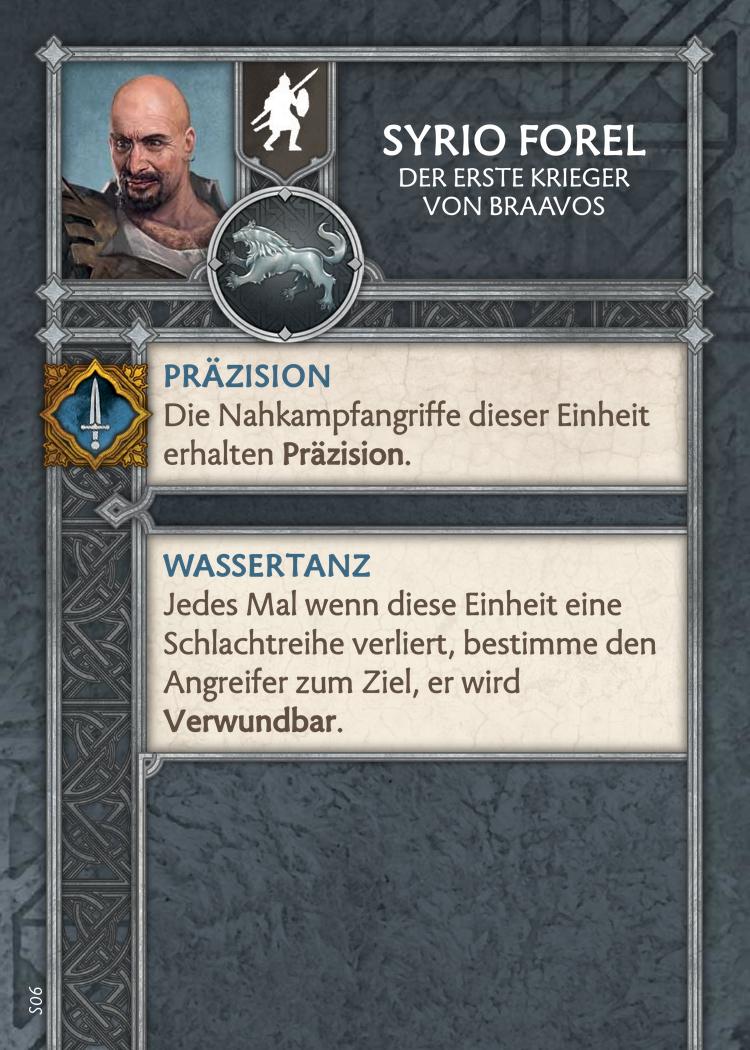 SYRIO FOREL
DER ERSTE KRIEGER
VON BRAAVOS
PRÄZISION
Die Nahkampfangriffe dieser Einheit
erhalten Präzision.
WASSERTANZ
Jedes Mal wenn diese Einheit eine
Schlachtreihe verliert, bestimme den
Angreifer zum Ziel, er wird
Verwundbar.
S06